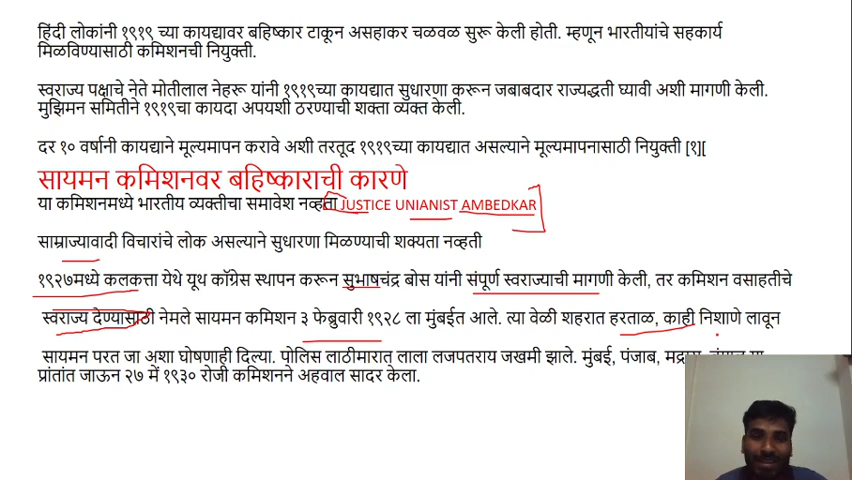 हिंदी लोकांनी १९१९ च्या कायद्यावर बहिष्कार टाकून असहाकर चळवळ सुरू केली होती. म्हणून भारतीयांचे सहकार्य
मिळविण्यासाठी कमिशनची नियुक्ती.
स्वराज्य पक्षाचे नेते मोतीलाल नेहरू यांनी १९१९च्या कायद्यात सुधारणा करून जबाबदार राज्यद्धती घ्यावी अशी मागणी केली.
मुझिमन समितीने १९१९चा कायदा अपयशी ठरण्याची शक्ता व्यक्त केली.
दर १० वर्षानी कायद्याने मूल्यमापन करावे अशी तरतूद १९१९च्या कायद्यात असल्याने मूल्यमापनासाठी नियुक्ती [१][
सायमन कमिशनवर बहिष्काराची कारणे
या कमिशनमध्ये भारतीय व्यक्तीचा समावेश नव्हता JUSTICE UNIANIST AMBEDKAR
साम्राज्यावादी विचारांचे लोक असल्याने सुधारणा मिळण्याची शक्यता नव्हती
१९२७मध्ये कलकत्ता येथे यूथ कॉंग्रेस स्थापन करून सुभाषचंद्र बोस यांनी संपूर्ण स्वराज्याची मागणी केली, तर कमिशन वसाहतीचे
स्वराज्य देण्यासाठी नेमले सायमन कमिशन ३ फेब्रुवारी १९२८ ला मुंबईत आले. त्या वेळी शहरात हरताळ, काही निशाणे लावून
सायमन परत जा अशा घोषणाही दिल्या. पोलिस लाठीमारात लाला लजपतराय जखमी झाले. मुंबई, पंजाब,
प्रांतांत जाऊन २७ में १९३० रोजी कमिशनने अहवाल सादर केला.